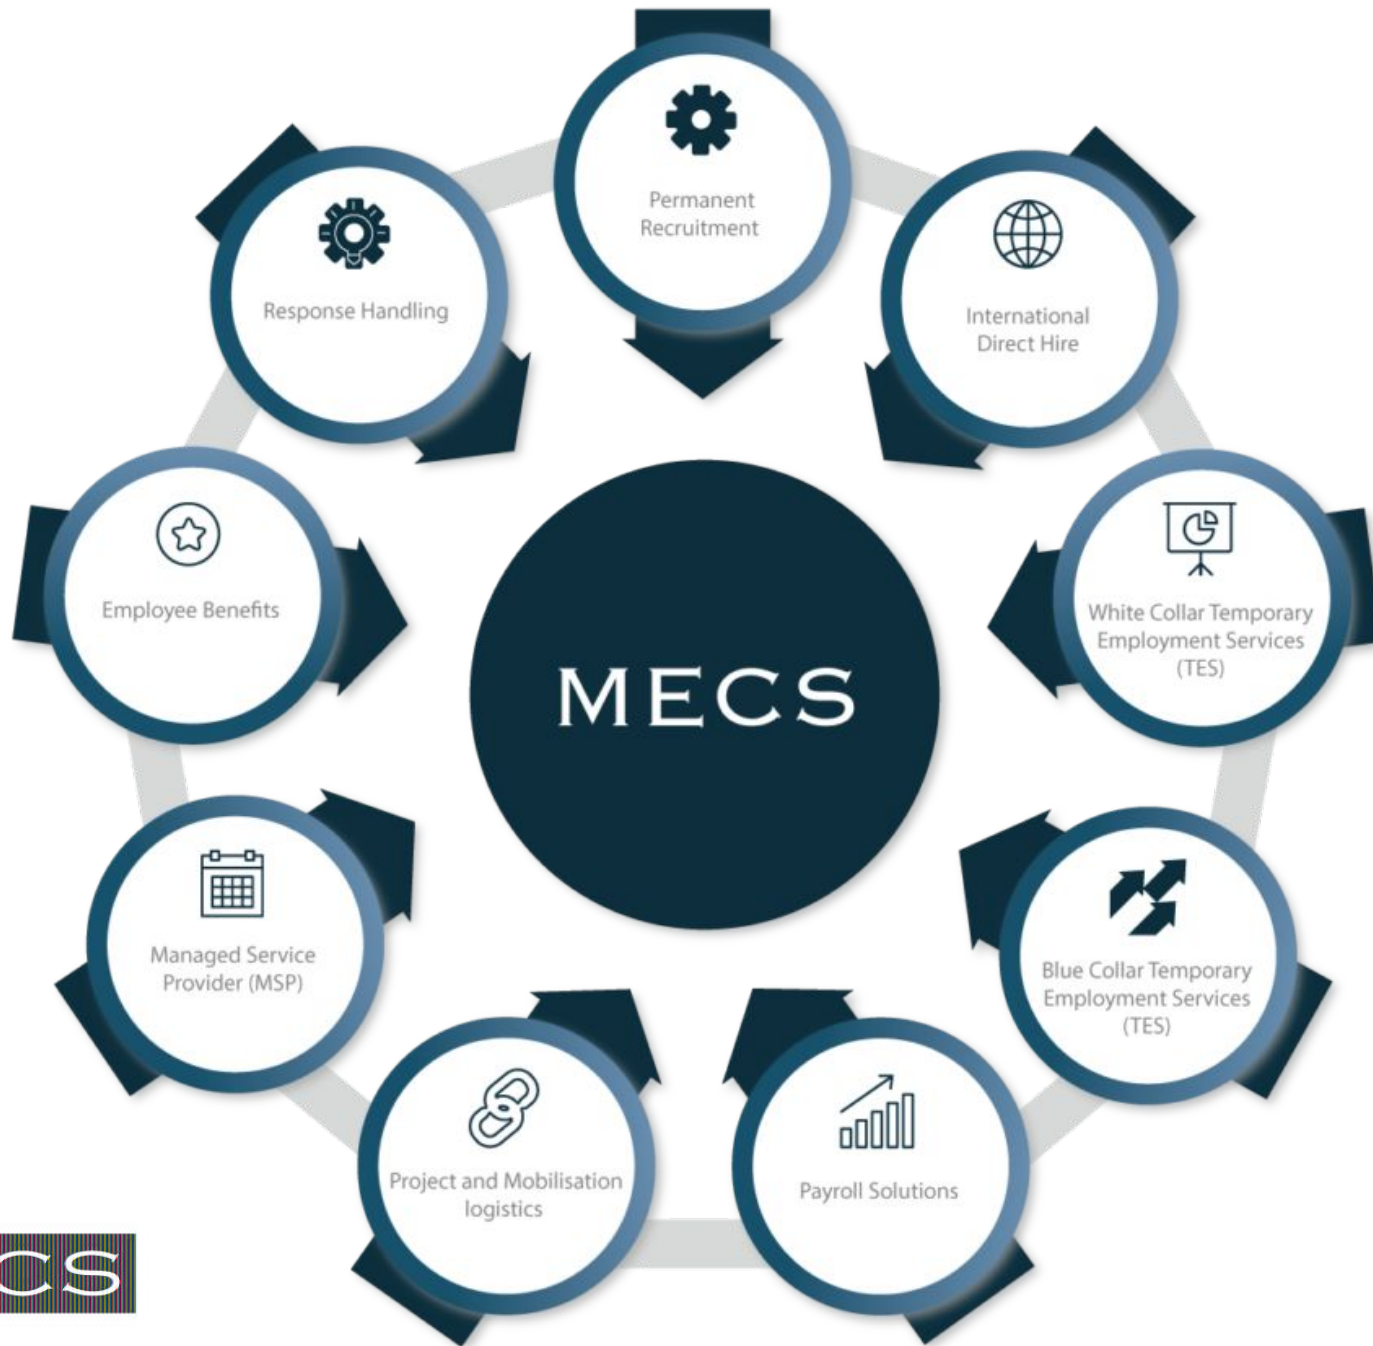 Permanent
Recruitment
International
Direct Hire
White Collar Temporary
Employment Services
(TES)
Blue Collar Temporary
Employment Services
(TES)
Payroll Solutions
Project and Mobilisation
logistics
Managed Service
Provider (MSP)
Employee Benefits
Response Handling
MECS
CS